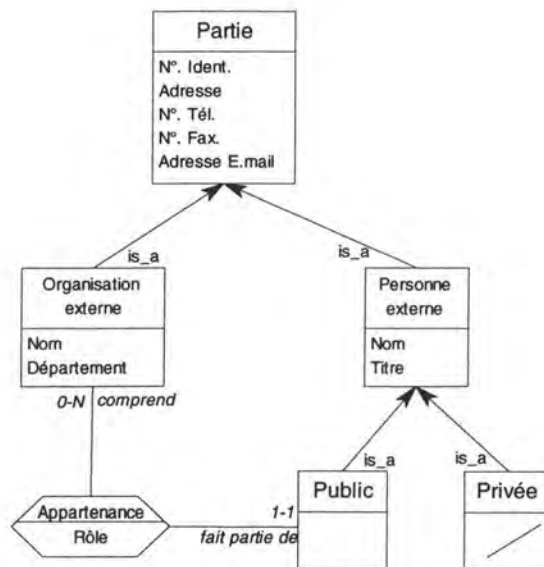 Partie
N°. Ident.
Adresse
N°. Tél.
N°. Fax.
Adresse E.mail
is_a
is_a
Organisation
externe
Nom
Département
Personne
externe
Nom
Titre
0-N comprend
is_a
is_a
Public
Privée
Appartenance
Rôle
1-1
fait partie de